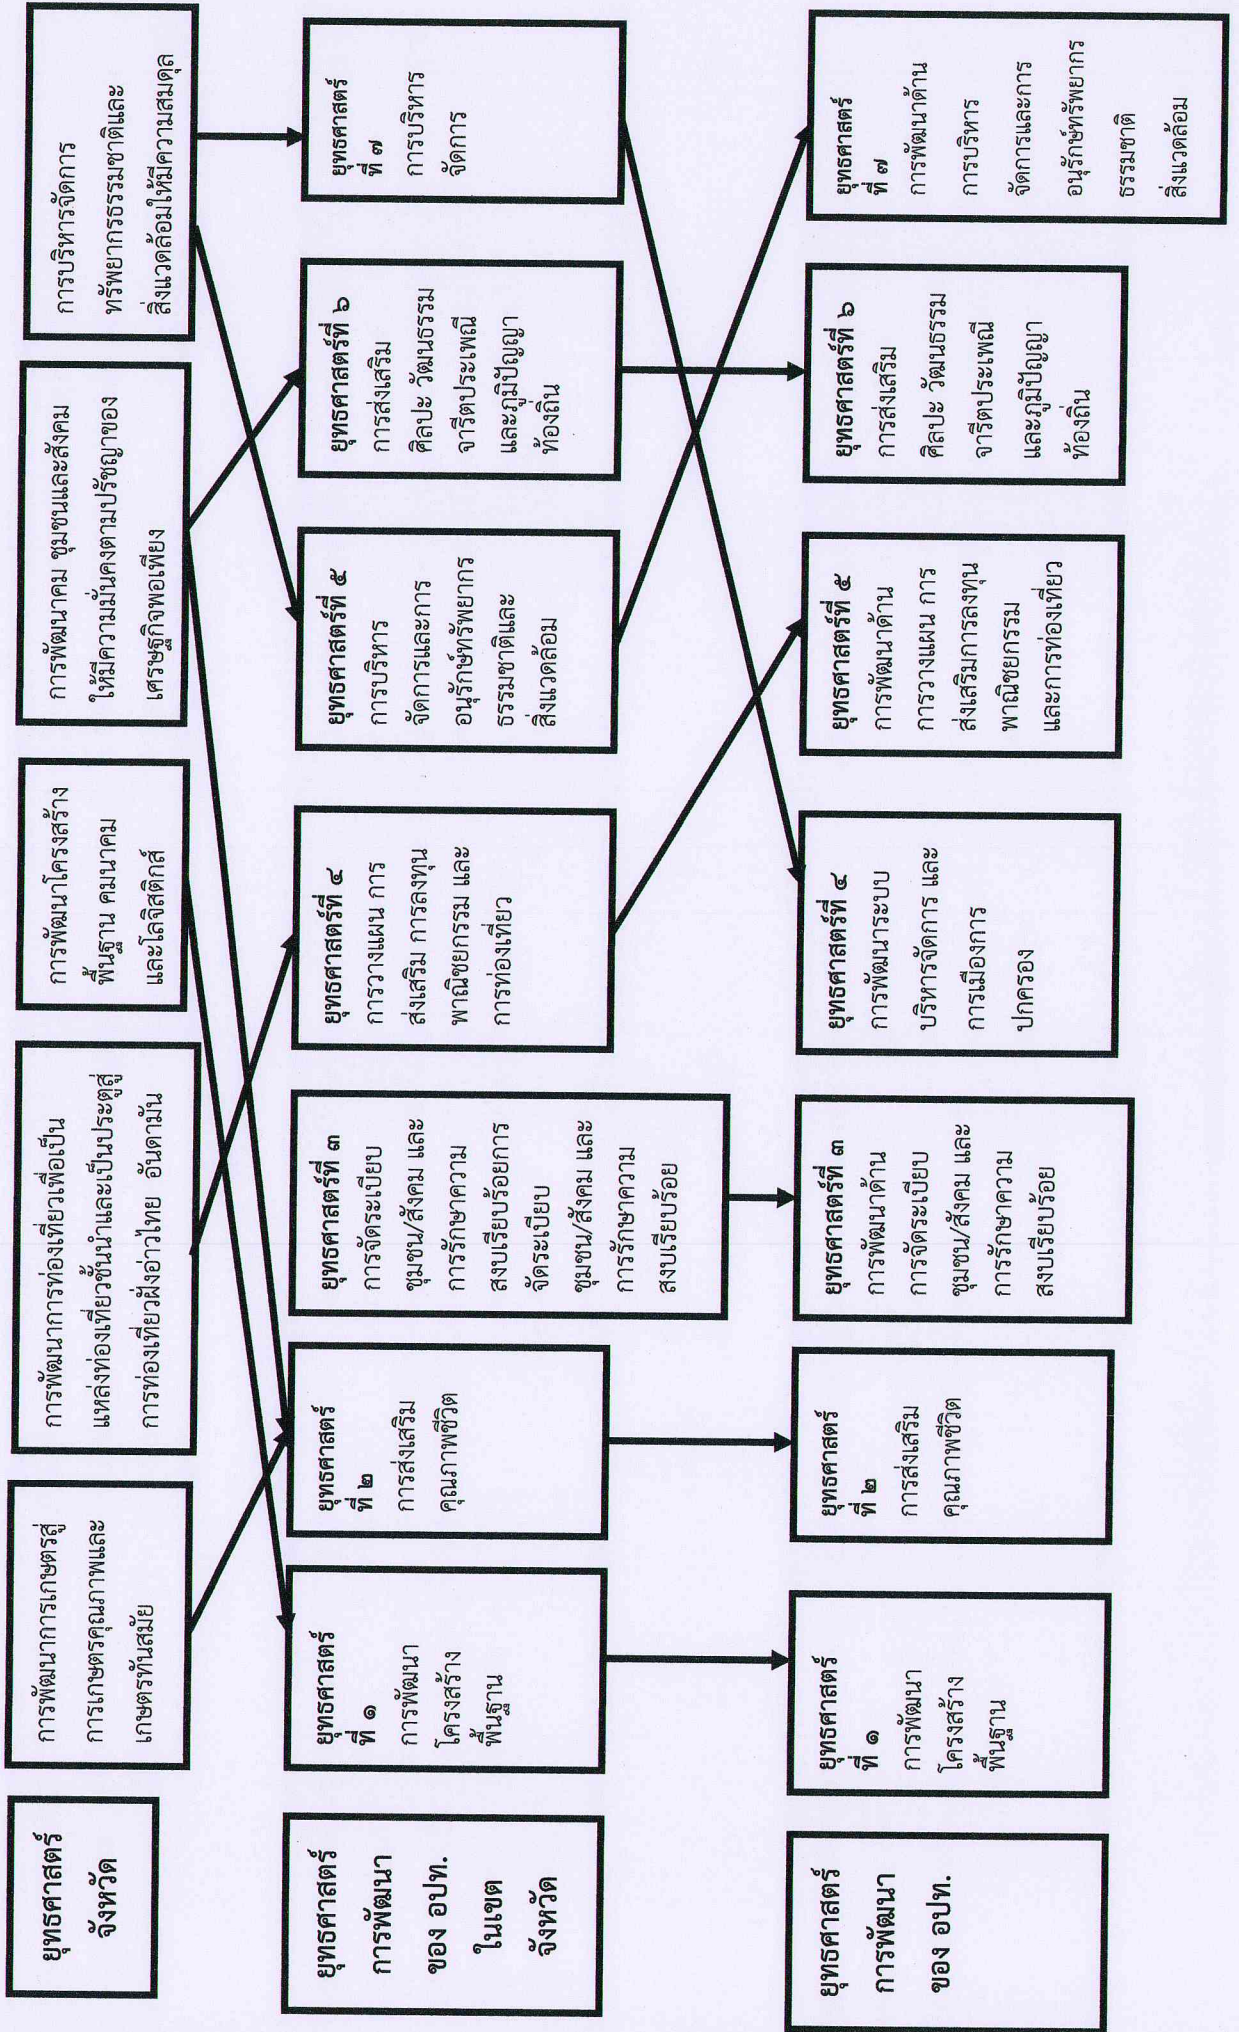 ยุทธศาสตร์
จังหวัด
การพัฒนาการเกษตรสู่
การเกษตรคุณภาพและ
เกษตรทันสมัย
การพัฒนาการท่องเที่ยวเพื่อเป็น
แหล่งท่องเที่ยวชั้นนำและเป็นประตูสู่
การท่องเที่ยวฝั่งอ่าวไทย อันดามัน
การพัฒนาโครงสร้าง
พื้นฐาน คมนาคม
และโลจิสติกส์
การพัฒนาคม ชุมชนและสังคม
ให้มีความมั่นคงตามปรัชญาของ
เศรษฐกิจพอเพียง
การบริหารจัดการ
ทรัพยากรธรรมชาติและ
สิ่งแวดล้อมให้มีความสมดุล
ยุทธศาสตร์
การพัฒนา
ของ อปท.
ในเขต
จังหวัด
ยุทธศาสตร์
ที่ ๑
การพัฒนา
โครงสร้าง
พื้นฐาน
ยุทธศาสตร์
ที่ ๒
การส่งเสริม
คุณภาพชีวิต
ยุทธศาสตร์ที่ ๓
การจัดระเบียบ
ชุมชน/สังคม และ
การรักษาความ
สงบเรียบร้อยการ
จัดระเบียบ
ชุมชน/สังคม และ
การรักษาความ
สงบเรียบร้อย
ยุทธศาสตร์ที่ ๔
การวางแผน การ
ส่งเสริม การลงทุน
พาณิชยกรรม และ
การท่องเที่ยว
ยุทธศาสตร์ที่ ๕
การบริหาร
จัดการและการ
อนุรักษ์ทรัพยากร
ธรรมชาติและ
สิ่งแวดล้อม
ยุทธศาสตร์ที่ ๖
การส่งเสริม
ศิลปะ วัฒนธรรม
จารีตประเพณี
และภูมิปัญญา
ท้องถิ่น
ยุทธศาสตร์
ที่ ๗
การบริหาร
จัดการ
ยุทธศาสตร์
การพัฒนา
ของ อปท.
ยุทธศาสตร์
ที่ ๑
การพัฒนา
โครงสร้าง
พื้นฐาน
ยุทธศาสตร์
ที่ ๒
การส่งเสริม
คุณภาพชีวิต
ยุทธศาสตร์ที่ ๓
การพัฒนาด้าน
การจัดระเบียบ
ชุมชน/สังคม และ
การรักษาความ
สงบเรียบร้อย
ยุทธศาสตร์ที่ ๔
การพัฒนาระบบ
บริหารจัดการ และ
การเมืองการ
ปกครอง
ยุทธศาสตร์ที่ ๕
การพัฒนาด้าน
การวางแผน การ
ส่งเสริมการลงทุน
พาณิชยกรรม
และการท่องเที่ยว
ยุทธศาสตร์ที่ ๖
การส่งเสริม
ศิลปะ วัฒนธรรม
จารีตประเพณี
และภูมิปัญญา
ท้องถิ่น
ยุทธศาสตร์
ที่ ๗
การพัฒนาด้าน
การบริหาร
จัดการและการ
อนุรักษ์ทรัพยากร
ธรรมชาติ
สิ่งแวดล้อม